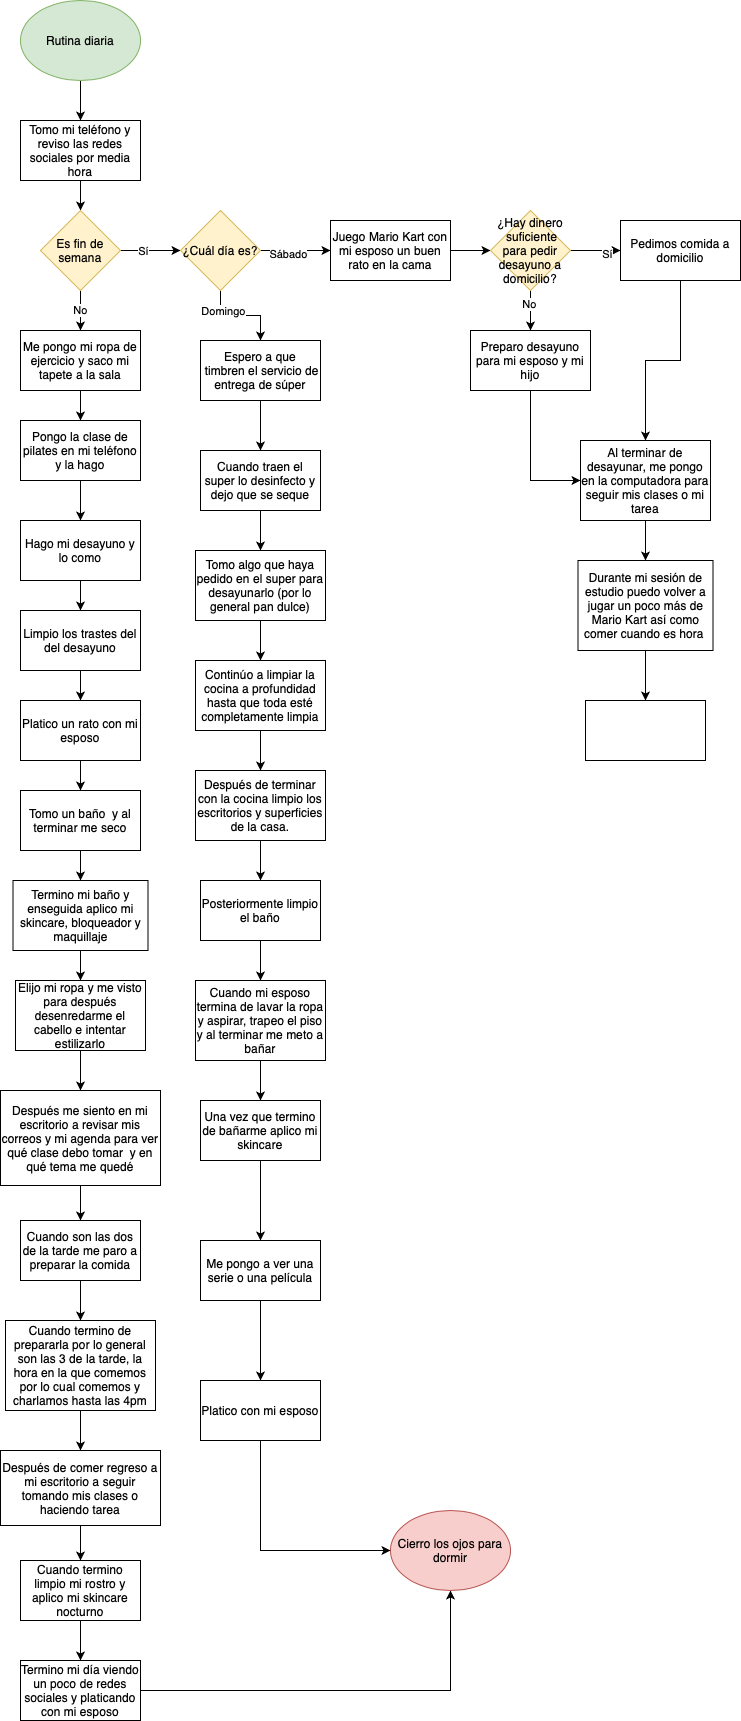 Rutina diaria
Tomo mi teléfono y
reviso las redes
sociales por media
hora
Es fin de
semana
Sí
¿Cuál día es?
Sábado
Juego Mario Kart con
mi esposo un buen
rato en la cama
¿Hay dinero
suficiente
para pedir
desayuno a
domicilio?
Sí
Pedimos comida a
domicilio
No
Domingo
No
Me pongo mi ropa de
ejercicio y saco mi
tapete a la sala
Pongo la clase de
pilates en mi teléfono
y la hago
Hago mi desayuno y
lo como
Limpio los trastes del
del desayuno
Platico un rato con mi
esposo
Tomo un baño y al
terminar me seco
Termino mi baño y
enseguida aplico mi
skincare, bloqueador y
maquillaje
Elijo mi ropa y me visto
para después
desenredarme el
cabello e intentar
estilizarlo
Después me siento en mi
escritorio a revisar mis
correos y mi agenda para ver
qué clase debo tomar y en
qué tema me quedé
Cuando son las dos
de la tarde me paro a
preparar la comida
Cuando termino de
prepararla por lo general
son las 3 de la tarde, la
hora en la que comemos
por lo cual comemos y
charlamos hasta las 4pm
Después de comer regreso a
mi escritorio a seguir
tomando mis clases o
haciendo tarea
Cuando termino
limpio mi rostro y
aplico mi skincare
nocturno
Termino mi día viendo
un poco de redes
sociales y platicando
con mi esposo
Espero a que
timbren el servicio de
entrega de súper
Cuando traen el
super lo desinfecto y
dejo que se seque
Tomo algo que haya
pedido en el super para
desayunarlo (por lo
general pan dulce)
Continúo a limpiar la
cocina a profundidad
hasta que toda esté
completamente limpia
Después de terminar
con la cocina limpio los
escritorios y superficies
de la casa.
Posteriormente limpio
el baño
Cuando mi esposo
termina de lavar la ropa
y aspirar, trapeo el piso
y al terminar me meto a
bañar
Una vez que termino
de bañarme aplico mi
skincare
Me pongo a ver una
serie o una película
Platico con mi esposo
Preparo desayuno
para mi esposo y mi
hijo
Al terminar de
desayunar, me pongo
en la computadora para
seguir mis clases o mi
tarea
Durante mi sesión de
estudio puedo volver a
jugar un poco más de
Mario Kart así como
comer cuando es hora
Cierro los ojos para
dormir